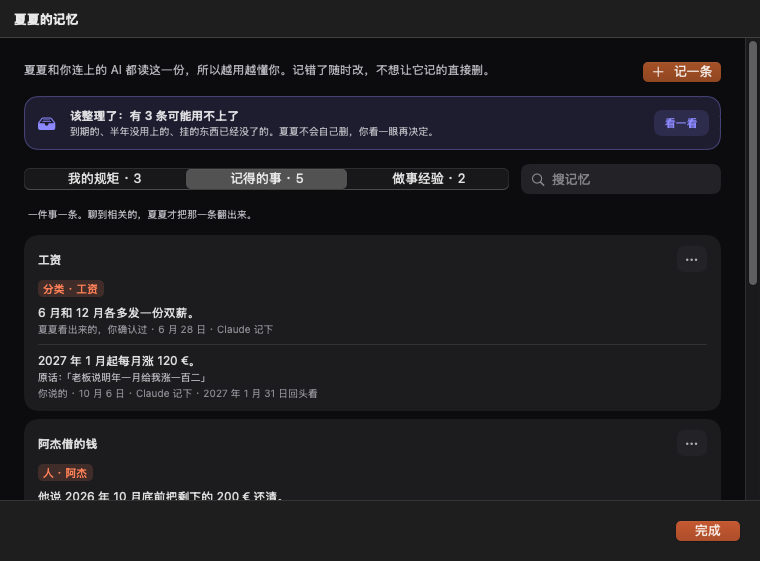 夏夏的记忆
夏夏和你连上的 AI 都读这一份，所以越用越懂你。记错了随时改，不想让它记的直接删。
＋ 记一条
该整理了：有 3 条可能用不上了
到期的、半年没用上的、挂的东西已经没了的。夏夏不会自己删，你看一眼再决定。
看一看
我的规矩 · 3
记得的事 · 5
做事经验 · 2
搜记忆
一件事一条。聊到相关的，夏夏才把那一条翻出来。
工资
分类 · 工资
6 月和 12 月各多发一份双薪。
夏夏看出来的，你确认过 · 6 月 28 日 · Claude 记下
2027 年 1 月起每月涨 120 €。
原话：「老板说明年一月给我涨一百二」
你说的 · 10 月 6 日 · Claude 记下 · 2027 年 1 月 31 日回头看
阿杰借的钱
人 · 阿杰
他说 2026 年 10 月底前把剩下的 200 € 还清。
完成